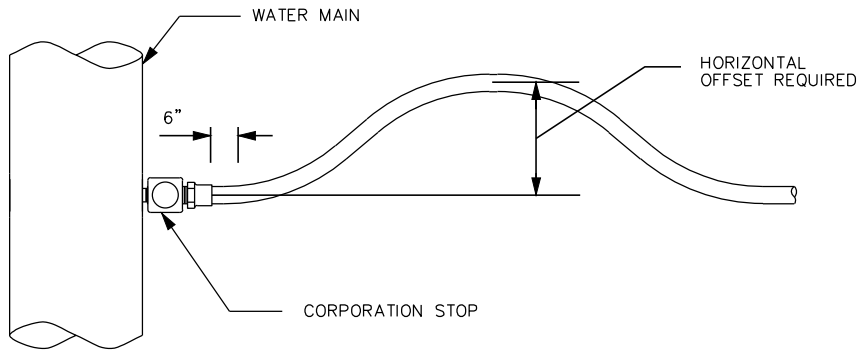 WATER MAIN
HORIZONTAL
OFFSET REQUIRED
6”
CORPORATION STOP